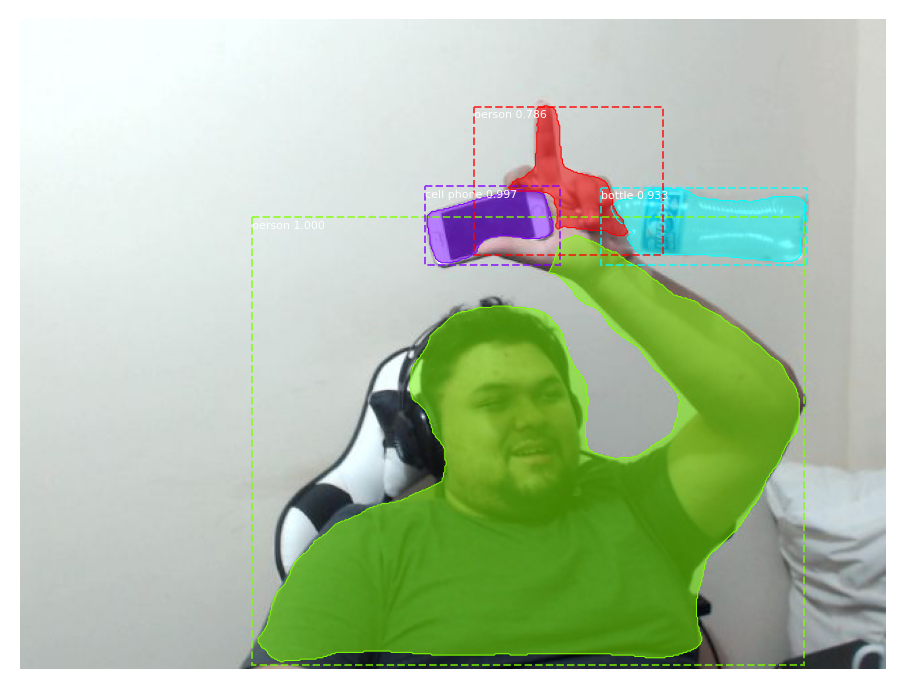 person 0.786
cell phone 0.997
bottle 0.933
person 1.000